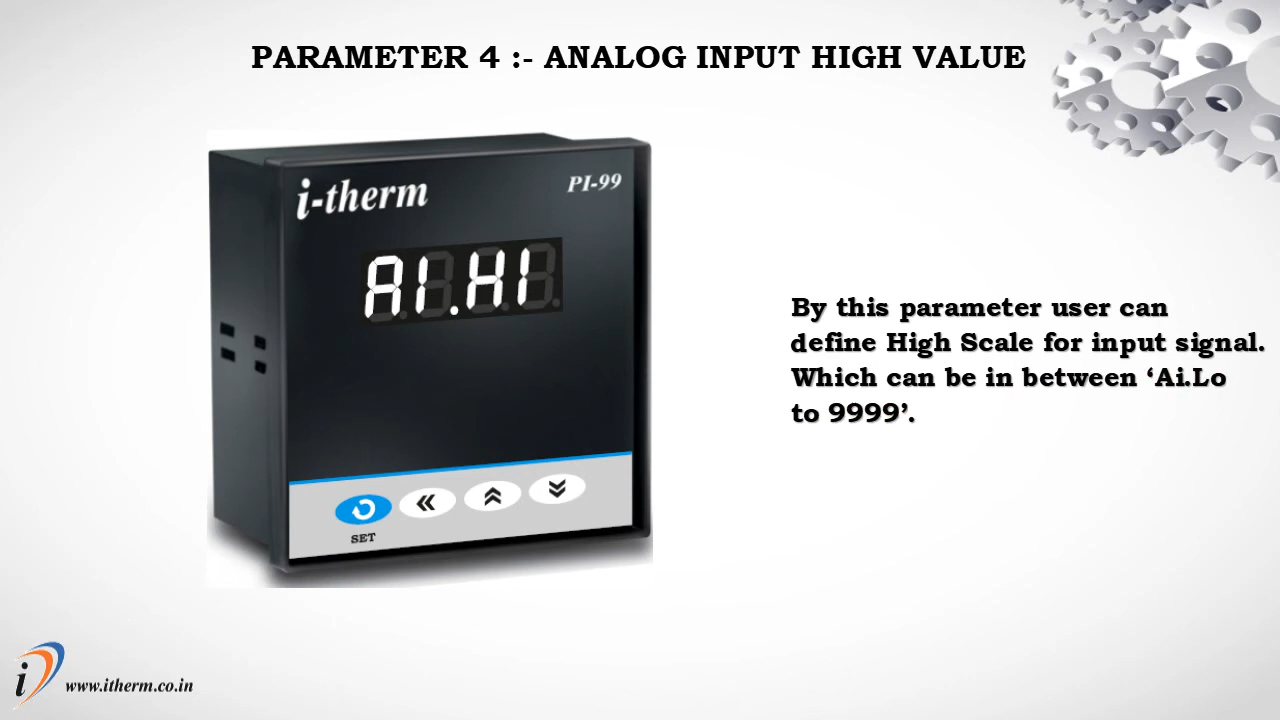 PARAMETER 4 :- ANALOG INPUT HIGH VALUE
i-therm
PI-99
AI.HI
By this parameter user can
define High Scale for input signal.
Which can be in between ‘Ai.Lo
to 9999’.
SET
i
www.itherm.co.in